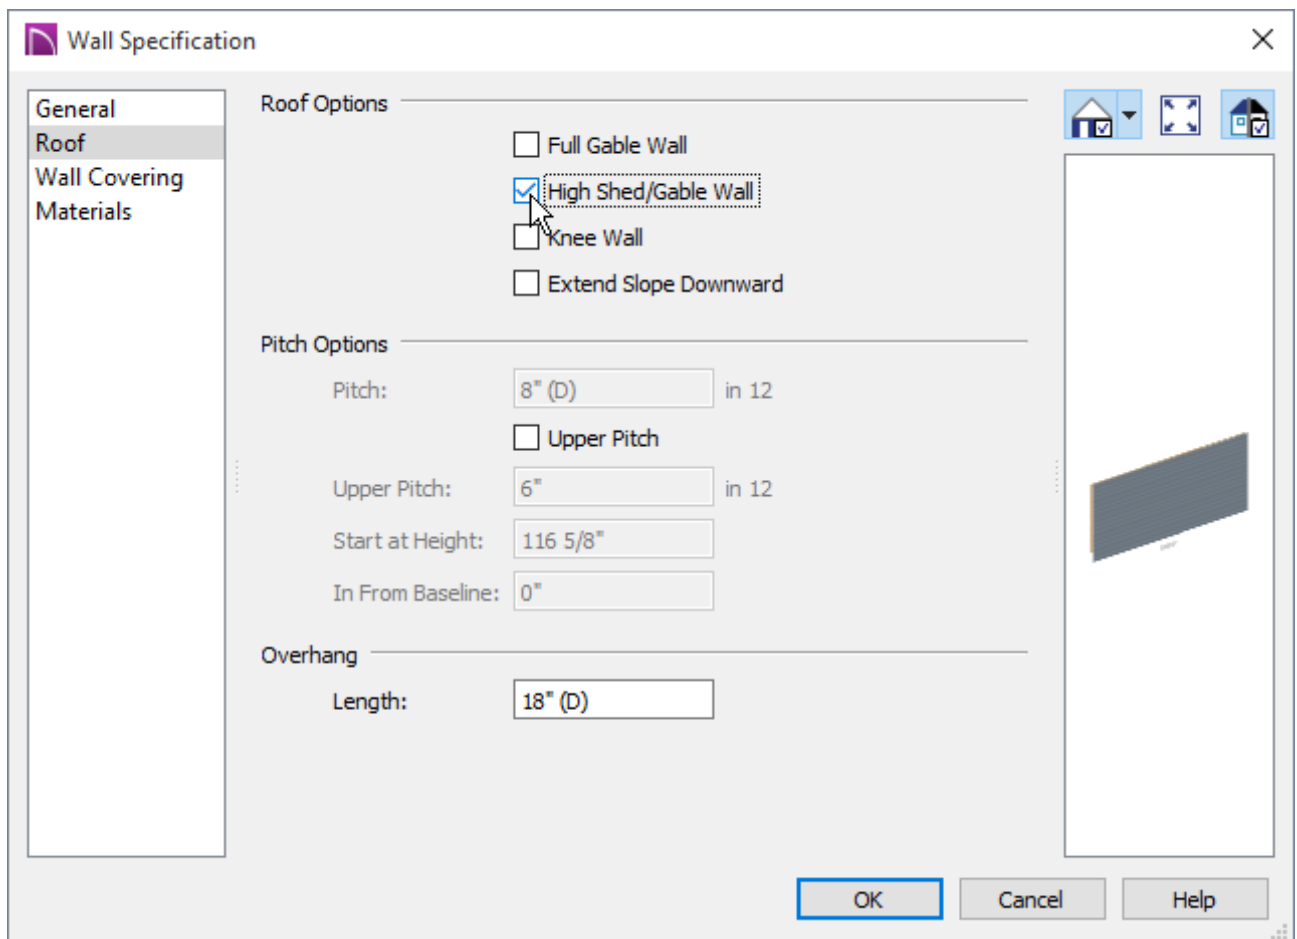 Wall Specification
General
Roof
Wall Covering
Materials
Roof Options
Full Gable Wall
High Shed/Gable Wall
Knee Wall
Extend Slope Downward
Pitch Options
Pitch: 8" (D) in 12
Upper Pitch
Upper Pitch: 6" in 12
Start at Height: 116 5/8"
In From Baseline: 0"
Overhang
Length: 18" (D)
OK Cancel Help